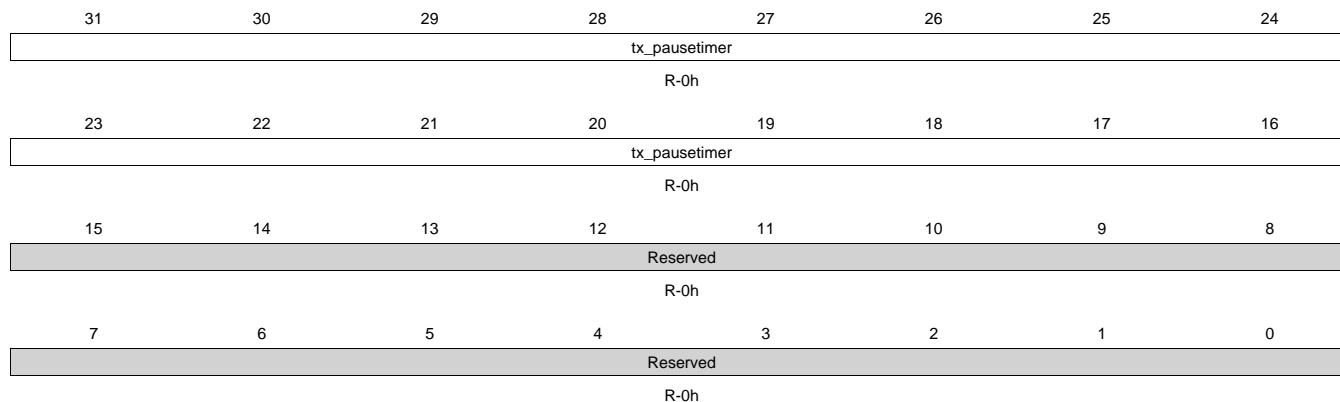 31 30 29 28 27 26 25 24
tx_pausetimer
R-0h
23 22 21 20 19 18 17 16
tx_pausetimer
R-0h
15 14 13 12 11 10 9 8
Reserved
R-0h
7 6 5 4 3 2 1 0
Reserved
R-0h